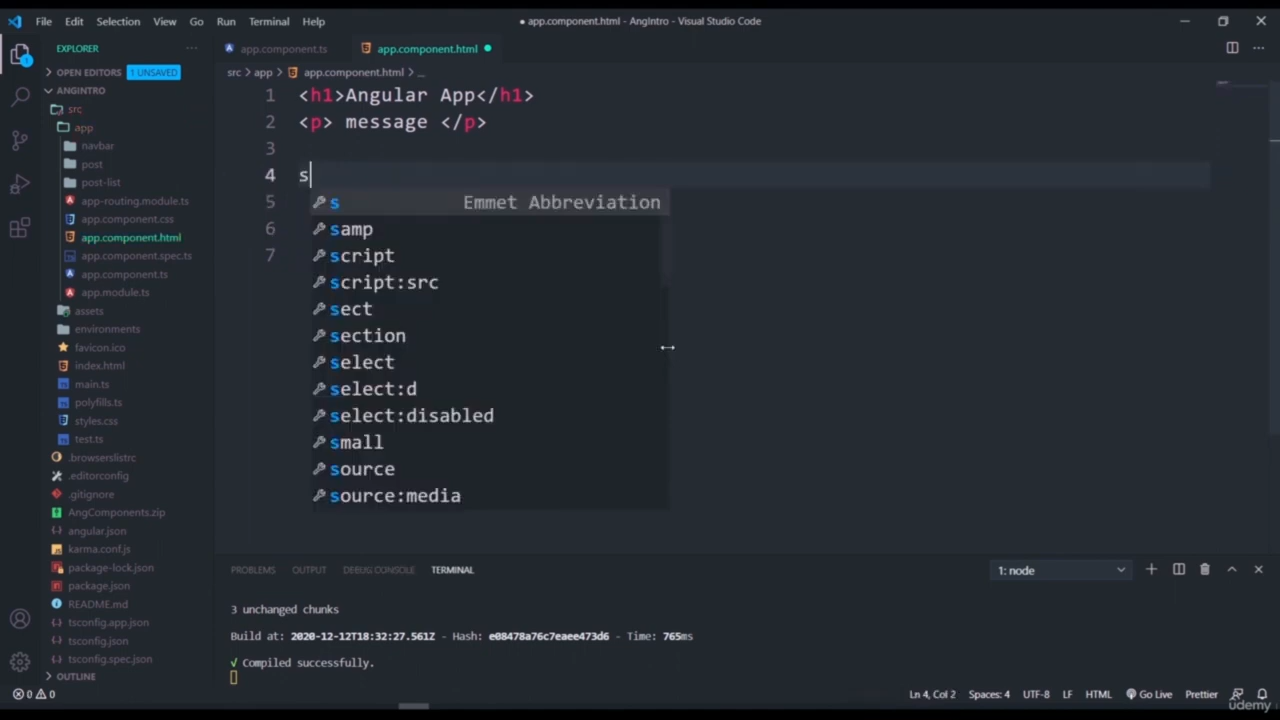 File Edit Selection View Go Run Terminal Help
● app.component.html - AngIntro - Visual Studio Code
EXPLORER ...
app.component.ts
app.component.html
OPEN EDITORS 1 UNSAVED
src > app > app.component.html > ...
ANGINTRO
src
app
navbar
post
post-list
app-routing.module.ts
app.component.css
app.component.html
app.component.spec.ts
app.component.ts
app.module.ts
assets
environments
favicon.ico
index.html
main.ts
polyfills.ts
styles.css
test.ts
.browserslistrc
.editorconfig
.gitignore
AngComponents.zip
angular.json
karma.conf.js
package-lock.json
package.json
README.md
tsconfig.app.json
tsconfig.json
tsconfig.spec.json
OUTLINE
1 <h1>Angular App</h1>
2 <p> message </p>
3
4 s
5
6
7
s Emmet Abbreviation
samp
script
script:src
sect
section
select
select:d
select:disabled
small
source
source:media
PROBLEMS OUTPUT DEBUG CONSOLE TERMINAL
1: node
3 unchanged chunks
Build at: 2020-12-12T18:32:27.561Z - Hash: e08478a76c7eaee473d6 - Time: 765ms
√ Compiled successfully.
0 0
Ln 4, Col 2 Spaces: 4 UTF-8 LF HTML Go Live Prettier
udemy